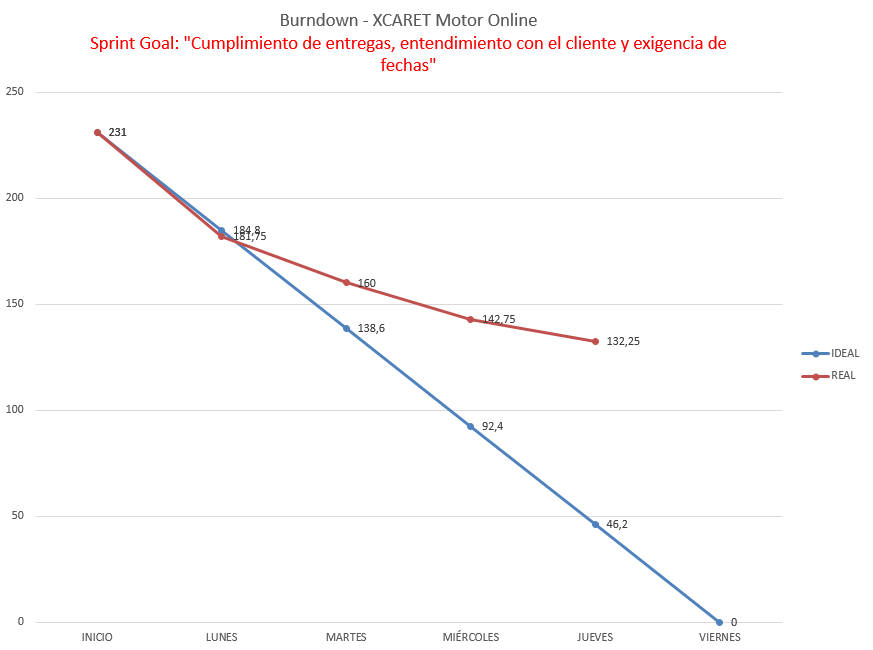 Burndown - XCARET Motor Online
Sprint Goal: "Cumplimiento de entregas, entendimiento con el cliente y exigencia de
fechas"
250
231
200
184,8
181,75
160
150
138,6
142,75
132,25
IDEAL
REAL
100
92,4
50
46,2
0
0
INICIO
LUNES
MARTES
MIÉRCOLES
JUEVES
VIERNES